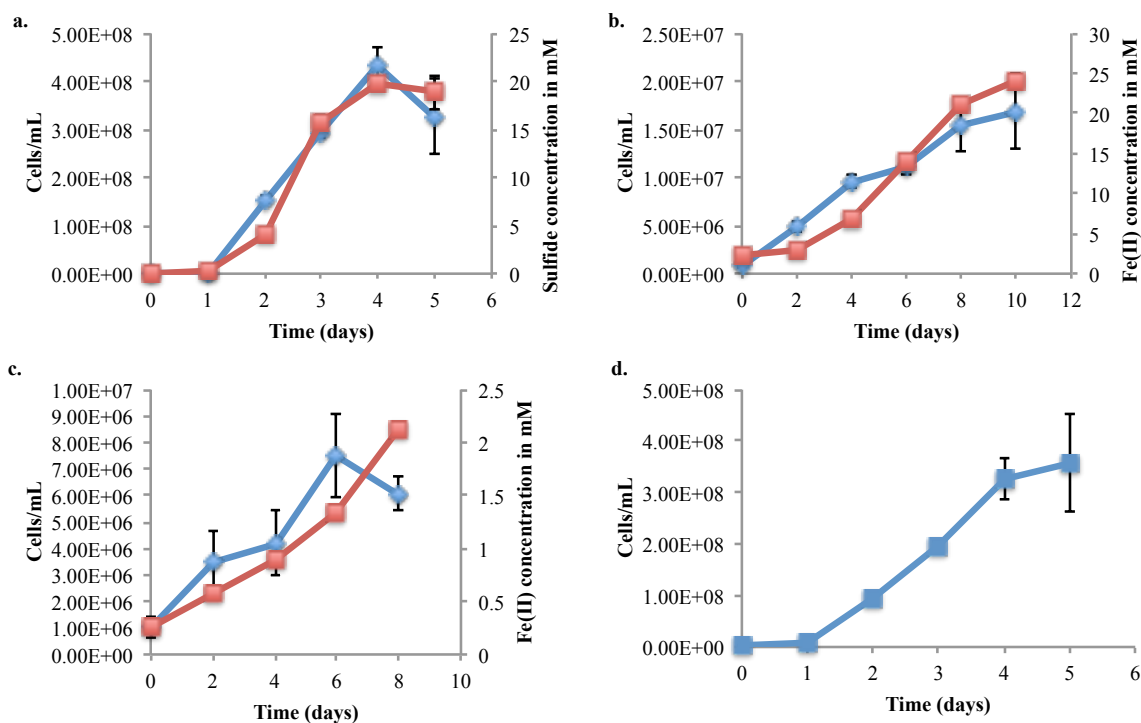 a.
5.00E+08
4.00E+08
3.00E+08
2.00E+08
1.00E+08
0.00E+00
Cells/mL
25
20
15
10
5
0
Sulfide concentration in mM
0 1 2 3 4 5 6
Time (days)
b.
2.50E+07
2.00E+07
1.50E+07
1.00E+07
5.00E+06
0.00E+00
Cells/mL
30
25
20
15
10
5
0
Fe(II) concentration in mM
0 2 4 6 8 10 12
Time (days)
c.
1.00E+07
9.00E+06
8.00E+06
7.00E+06
6.00E+06
5.00E+06
4.00E+06
3.00E+06
2.00E+06
1.00E+06
0.00E+00
Cells/mL
2.5
2
1.5
1
0.5
0
Fe(II) concentration in mM
0 2 4 6 8 10
Time (days)
d.
5.00E+08
4.00E+08
3.00E+08
2.00E+08
1.00E+08
0.00E+00
Cells/mL
0 1 2 3 4 5 6
Time (days)